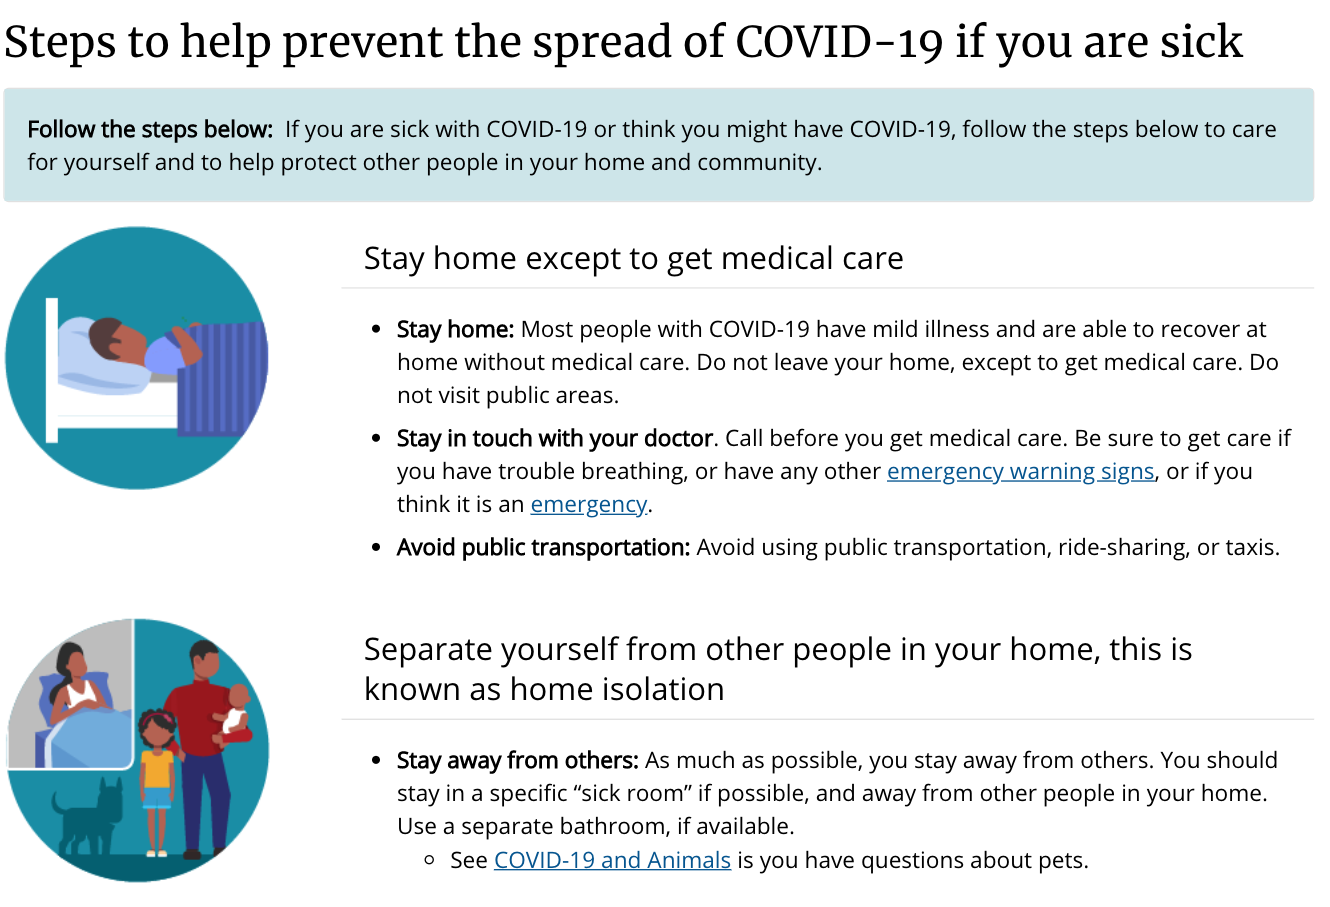 Steps to help prevent the spread of COVID-19 if you are sick
Follow the steps below: If you are sick with COVID-19 or think you might have COVID-19, follow the steps below to care
for yourself and to help protect other people in your home and community.
Stay home except to get medical care
• Stay home: Most people with COVID-19 have mild illness and are able to recover at
home without medical care. Do not leave your home, except to get medical care. Do
not visit public areas.
• Stay in touch with your doctor. Call before you get medical care. Be sure to get care if
you have trouble breathing, or have any other emergency warning signs, or if you
think it is an emergency.
• Avoid public transportation: Avoid using public transportation, ride-sharing, or taxis.
Separate yourself from other people in your home, this is
known as home isolation
• Stay away from others: As much as possible, you stay away from others. You should
stay in a specific “sick room” if possible, and away from other people in your home.
Use a separate bathroom, if available.
◦ See COVID-19 and Animals is you have questions about pets.